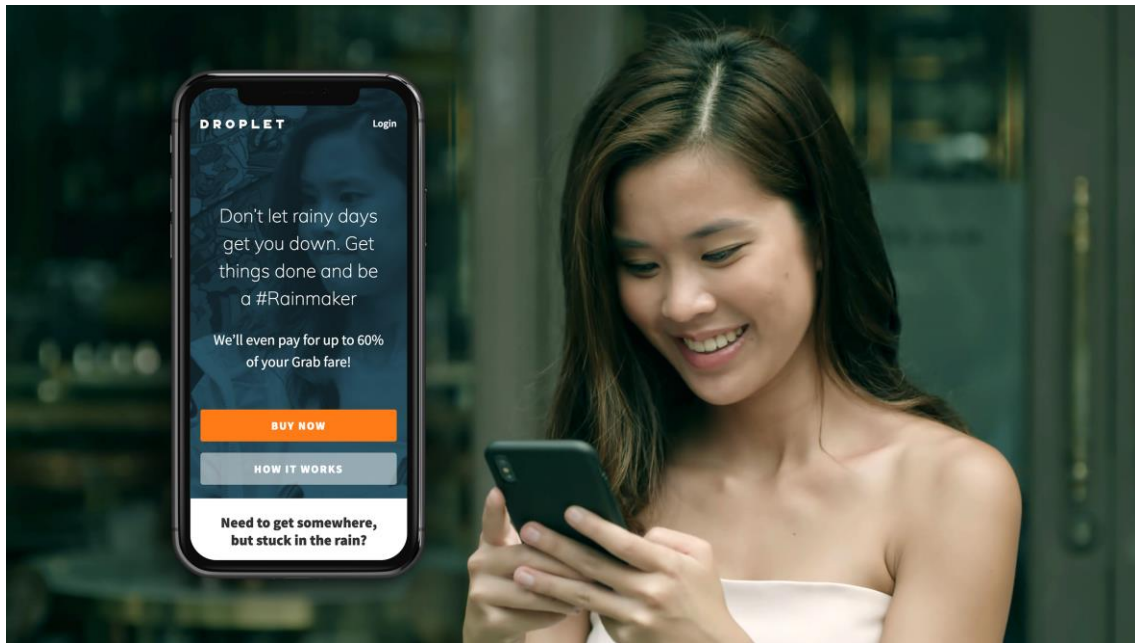 DROPLET
Login
Don't let rainy days
get you down. Get
things done and be
a #Rainmaker
We'll even pay for up to 60%
of your Grab fare!
BUY NOW
HOW IT WORKS
Need to get somewhere,
but stuck in the rain?